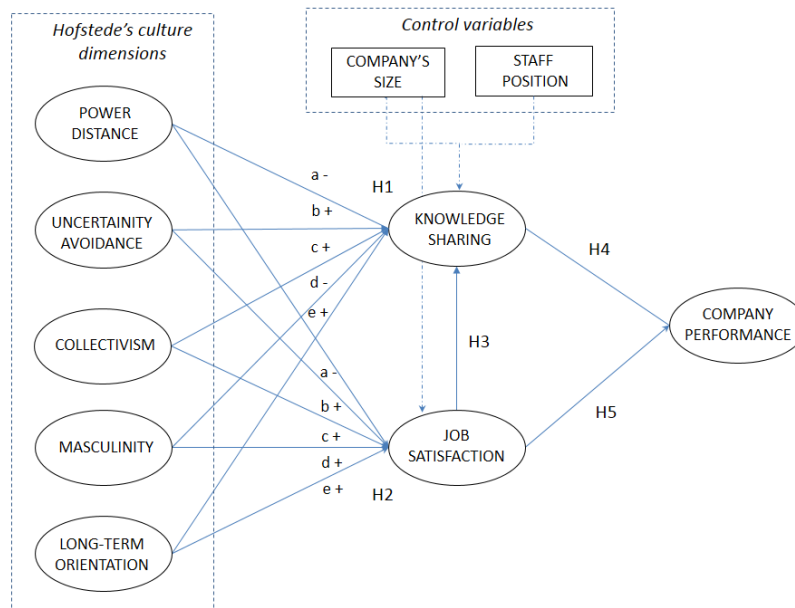 Hofstede's culture
dimensions
Control variables
COMPANY'S
SIZE
STAFF
POSITION
POWER
DISTANCE
UNCERTAINITY
AVOIDANCE
COLLECTIVISM
MASCULINITY
LONG-TERM
ORIENTATION
a -
H1
b +
c +
d -
e +
KNOWLEDGE
SHARING
H4
COMPANY
PERFORMANCE
H3
a -
b +
c +
d +
e +
H2
JOB
SATISFACTION
H5